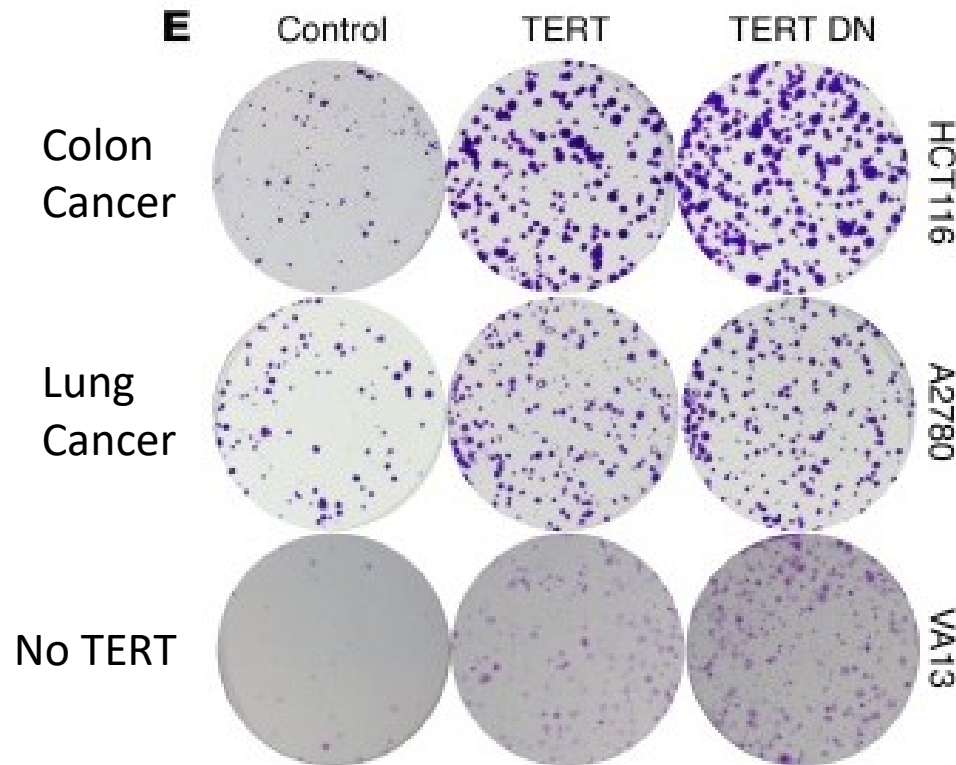 E Control TERT TERT DN
Colon
Cancer
HCT116
Lung
Cancer
A2780
No TERT
VA13